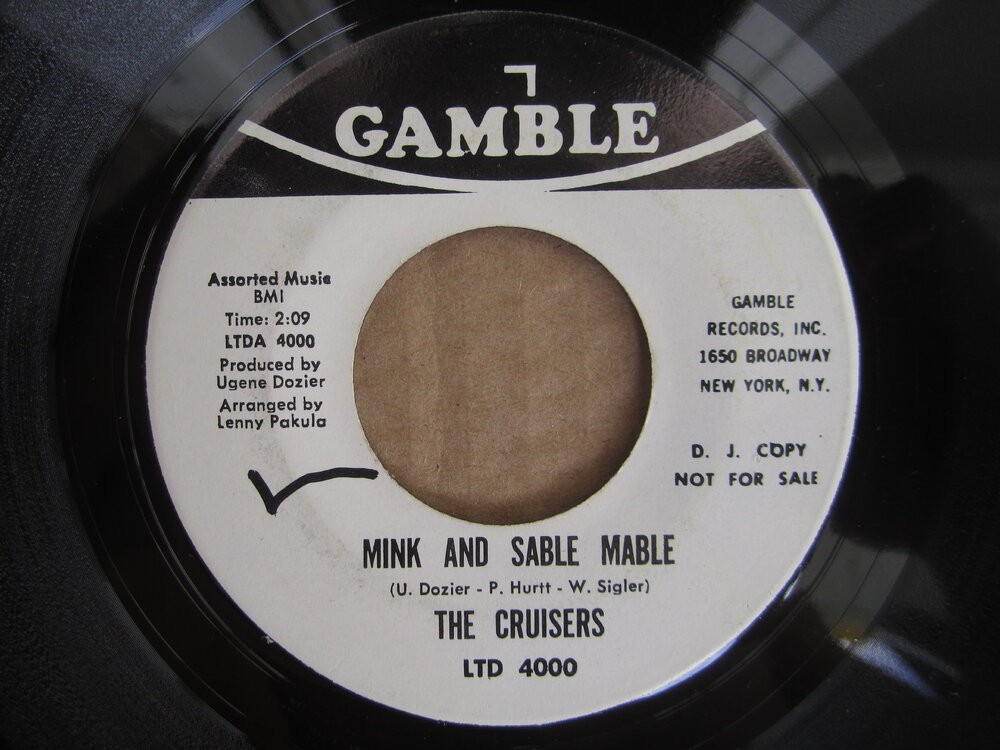 GAMBLE
Assorted Music
BMI
Time: 2:09
LTDA 4000
Produced by
Ugene Dozier
Arranged by
Lenny Pakula
GAMBLE
RECORDS, INC.
1650 BROADWAY
NEW YORK, N.Y.
D. J. COPY
NOT FOR SALE
MINK AND SABLE MABLE
(U. Dozier - P. Hurtt - W. Sigler)
THE CRUISERS
LTD 4000